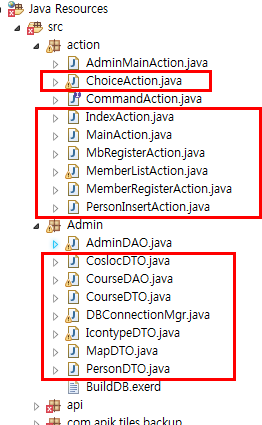 Java Resources
src
action
AdminMainAction.java
ChoiceAction.java
CommandAction.java
IndexAction.java
MainAction.java
MbRegisterAction.java
MemberListAction.java
MemberRegisterAction.java
PersonInsertAction.java
Admin
AdminDAO.java
CoslocDTO.java
CourseDAO.java
CourseDTO.java
DBConnectionMgr.java
IcontypeDTO.java
MapDTO.java
PersonDTO.java
BuildDB.exerd
api
com.apik.tiles.backup